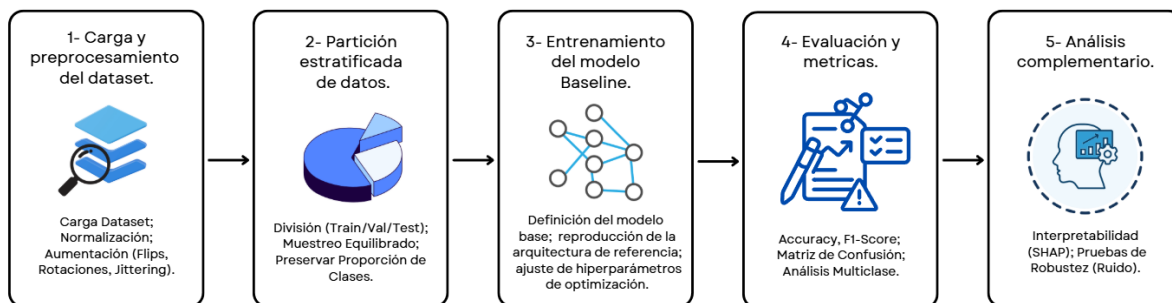 1- Carga y
preprocesamiento
del dataset.
Carga Dataset;
Normalización;
Aumentación (Flips,
Rotaciones, Jittering).
2- Partición
estratificada
de datos.
División (Train/Val/Test);
Muestreo Equilibrado;
Preservar Proporción de
Clases.
3- Entrenamiento
del modelo
Baseline.
Definición del modelo
base; reproducción de la
arquitectura de referencia;
ajuste de hiperparámetros
de optimización.
4- Evaluación y
metricas.
Accuracy, F1-Score;
Matriz de Confusión;
Análisis Multiclase.
5- Análisis
complementario.
Interpretabilidad
(SHAP); Pruebas de
Robustez (Ruido).